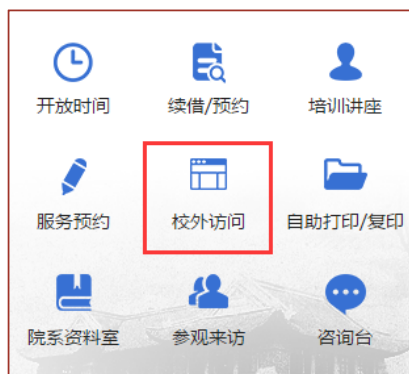 开放时间
续借/预约
培训讲座
服务预约
校外访问
自助打印/复印
院系资料室
参观来访
咨询台